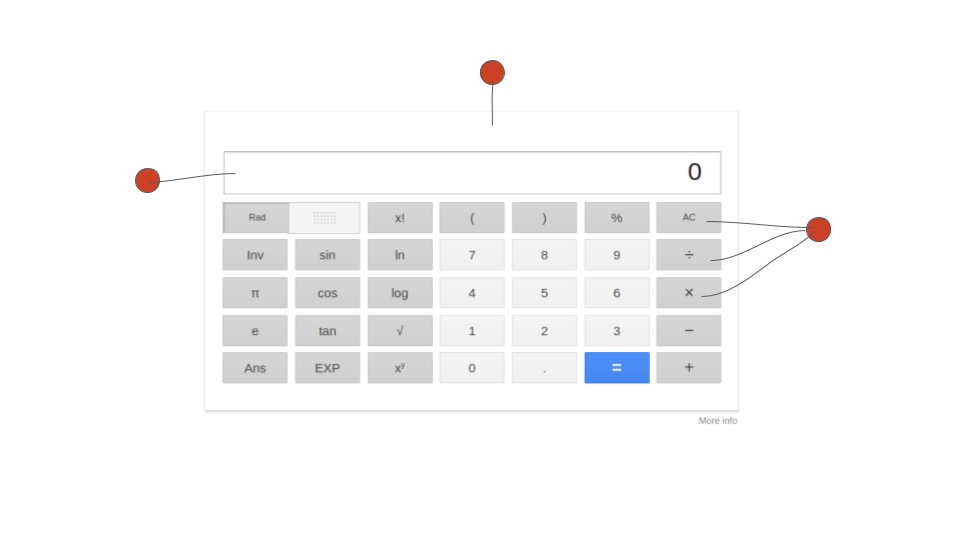 0
Rad x! ( ) % AC
Inv sin ln 7 8 9 ÷
π cos log 4 5 6 ×
e tan √ 1 2 3 −
Ans EXP xʸ 0 . = +
More info